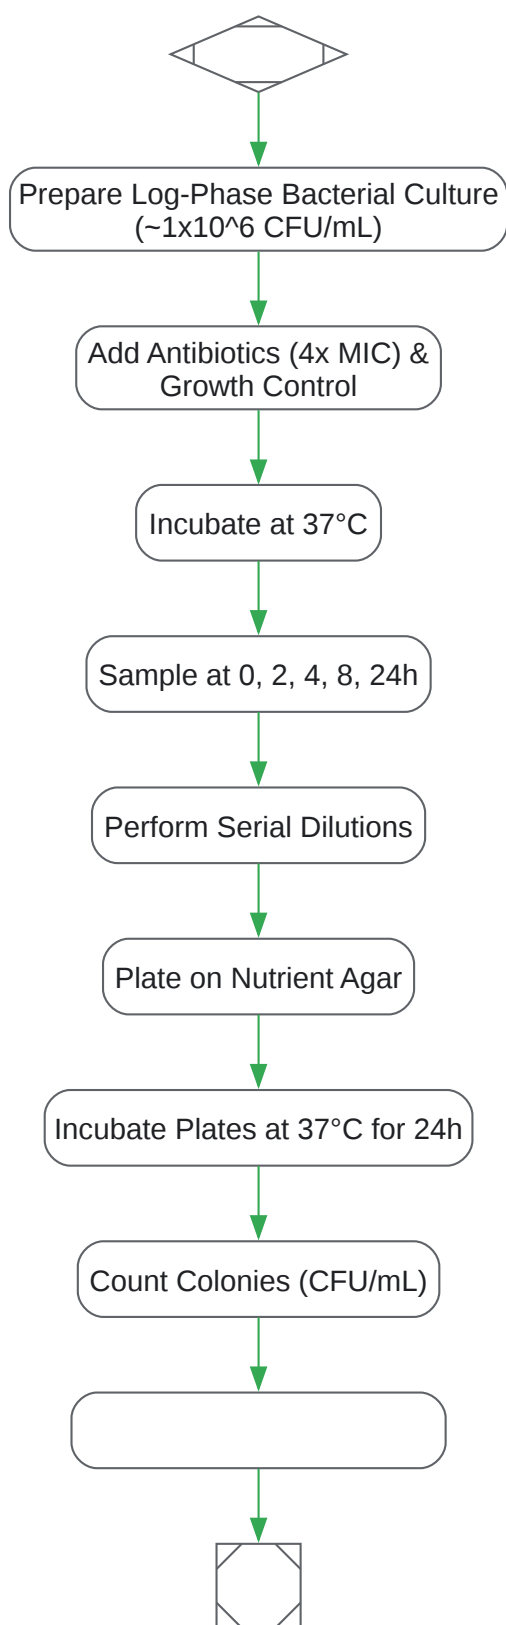 Prepare Log-Phase Bacterial Culture
(~1x10^6 CFU/mL)
Add Antibiotics (4x MIC) &
Growth Control
Incubate at 37°C
Sample at 0, 2, 4, 8, 24h
Perform Serial Dilutions
Plate on Nutrient Agar
Incubate Plates at 37°C for 24h
Count Colonies (CFU/mL)